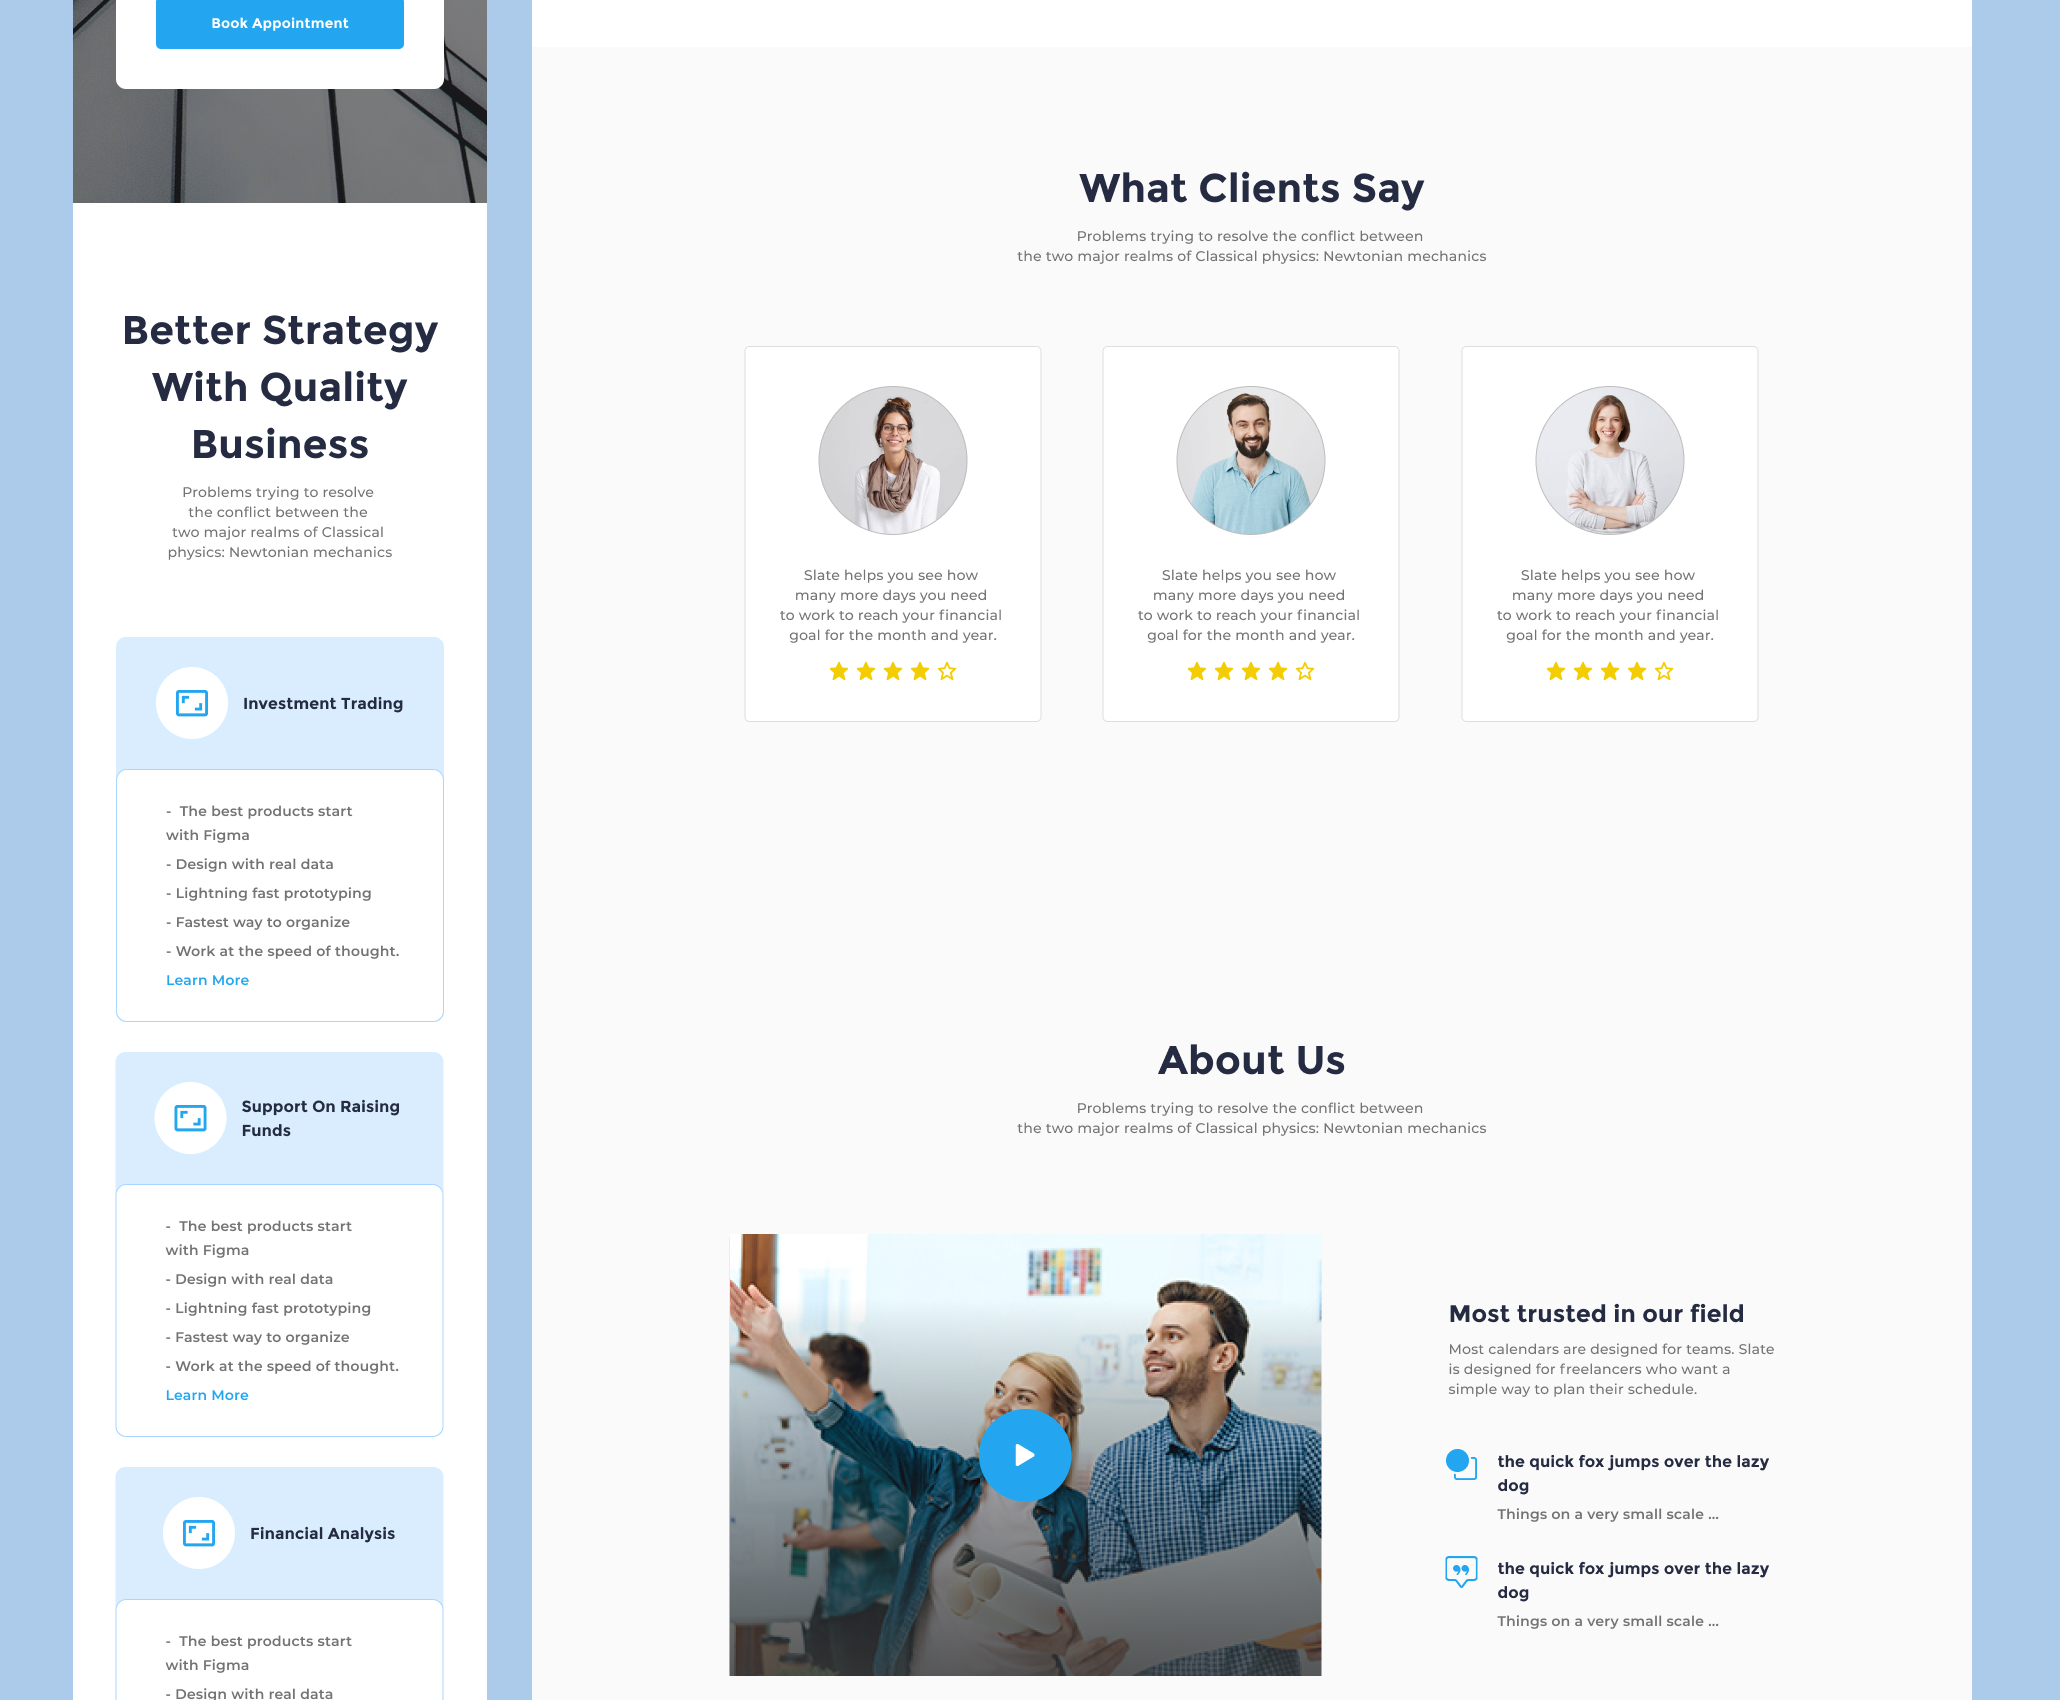 Book Appointment
Better Strategy
With Quality
Business
Problems trying to resolve
the conflict between the
two major realms of Classical
physics: Newtonian mechanics
Investment Trading
-  The best products start
with Figma
- Design with real data
- Lightning fast prototyping
- Fastest way to organize
- Work at the speed of thought.
Learn More
Support On Raising
Funds
-  The best products start
with Figma
- Design with real data
- Lightning fast prototyping
- Fastest way to organize
- Work at the speed of thought.
Learn More
Financial Analysis
-  The best products start
with Figma
- Design with real data
What Clients Say
Problems trying to resolve the conflict between
the two major realms of Classical physics: Newtonian mechanics
Slate helps you see how
many more days you need
to work to reach your financial
goal for the month and year.
Slate helps you see how
many more days you need
to work to reach your financial
goal for the month and year.
Slate helps you see how
many more days you need
to work to reach your financial
goal for the month and year.
About Us
Problems trying to resolve the conflict between
the two major realms of Classical physics: Newtonian mechanics
Most trusted in our field
Most calendars are designed for teams. Slate
is designed for freelancers who want a
simple way to plan their schedule.
the quick fox jumps over the lazy
dog
Things on a very small scale ...
the quick fox jumps over the lazy
dog
Things on a very small scale ...